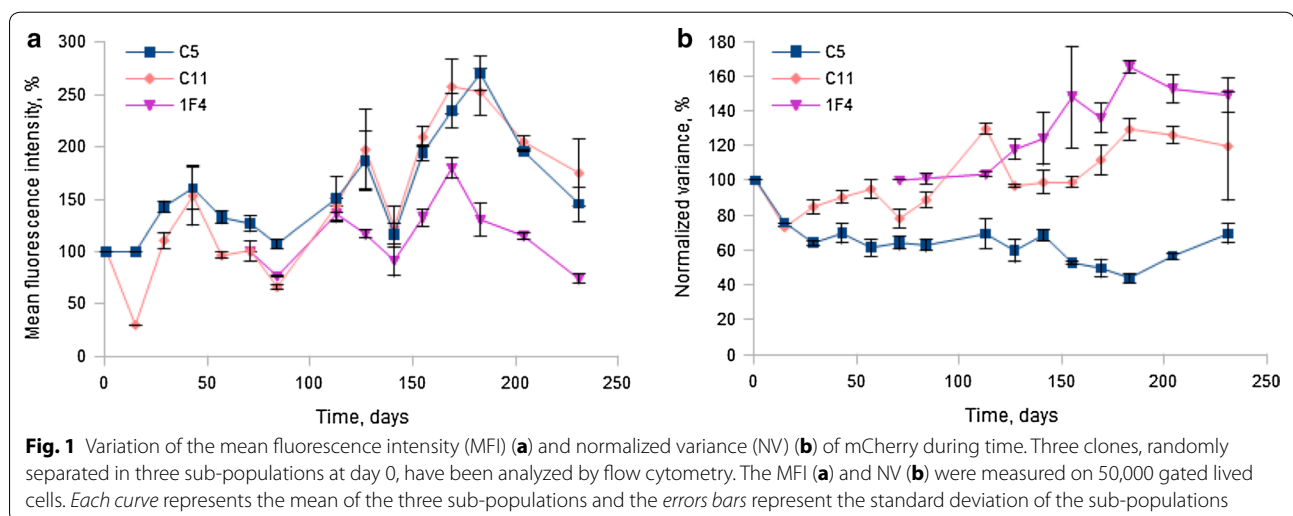 a
300
250
200
150
100
50
0
Mean fluorescence intensity, %
C5
C11
1F4
0 50 100 150 200 250
Time, days
b
180
160
140
120
100
80
60
40
20
0
Normalized variance, %
C5
C11
1F4
0 50 100 150 200 250
Time, days
Fig. 1 Variation of the mean fluorescence intensity (MFI) (a) and normalized variance (NV) (b) of mCherry during time. Three clones, randomly
separated in three sub-populations at day 0, have been analyzed by flow cytometry. The MFI (a) and NV (b) were measured on 50,000 gated lived
cells. Each curve represents the mean of the three sub-populations and the errors bars represent the standard deviation of the sub-populations